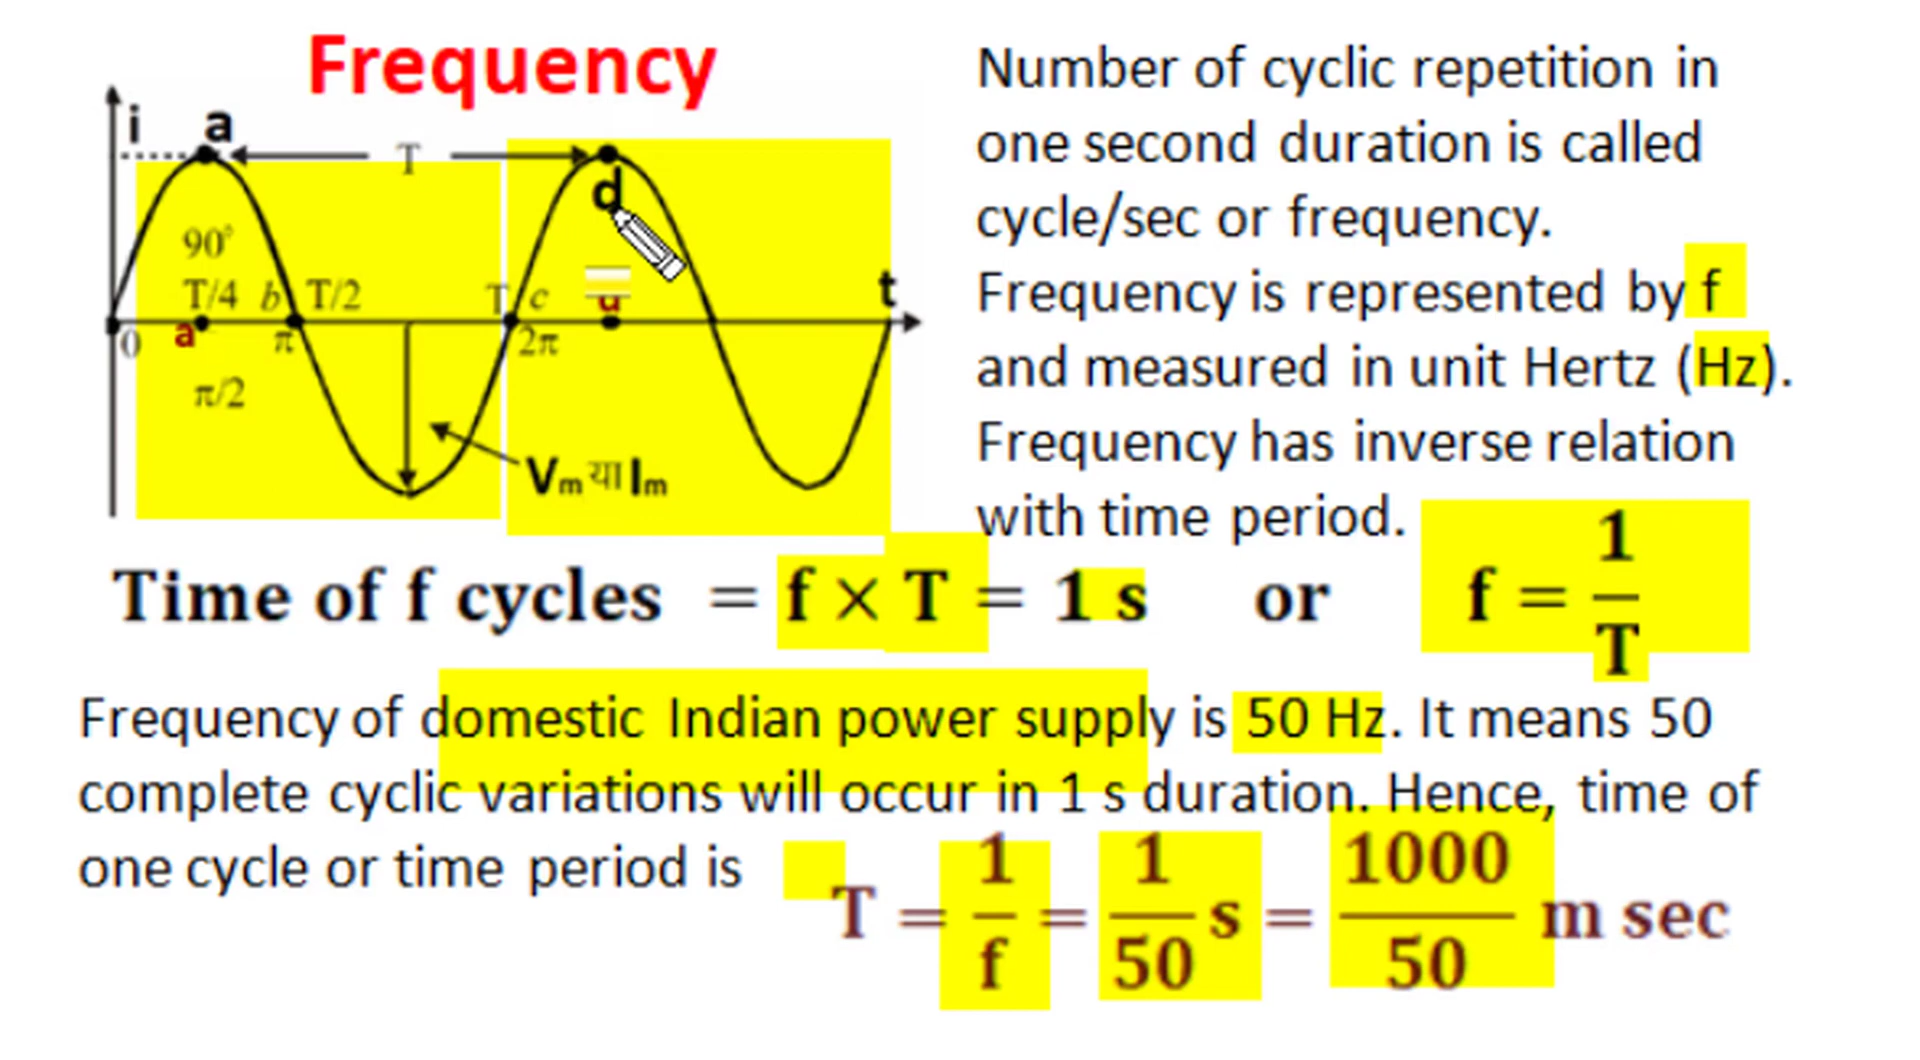 Frequency
i
a
T
d
90°
T/4
b
T/2
T
c
t
0
a
π
2π
π/2
Vm या Im
Number of cyclic repetition in
one second duration is called
cycle/sec or frequency.
Frequency is represented by f
and measured in unit Hertz (Hz).
Frequency has inverse relation
with time period.
Time of f cycles = f × T = 1 s or f = 1/T
Frequency of domestic Indian power supply is 50 Hz. It means 50
complete cyclic variations will occur in 1 s duration. Hence, time of
one cycle or time period is
T = 1/f = 1/50 s = 1000/50 m sec